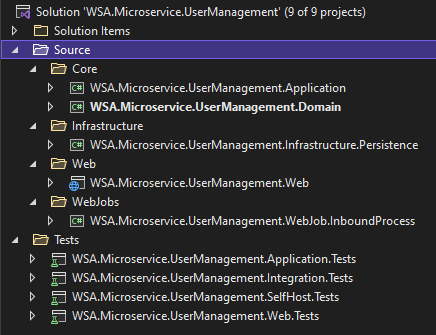 Solution 'WSA.Microservice.UserManagement' (9 of 9 projects)
Solution Items
Source
Core
C# WSA.Microservice.UserManagement.Application
C# WSA.Microservice.UserManagement.Domain
Infrastructure
C# WSA.Microservice.UserManagement.Infrastructure.Persistence
Web
WSA.Microservice.UserManagement.Web
WebJobs
C# WSA.Microservice.UserManagement.WebJob.InboundProcess
Tests
WSA.Microservice.UserManagement.Application.Tests
WSA.Microservice.UserManagement.Integration.Tests
WSA.Microservice.UserManagement.SelfHost.Tests
WSA.Microservice.UserManagement.Web.Tests